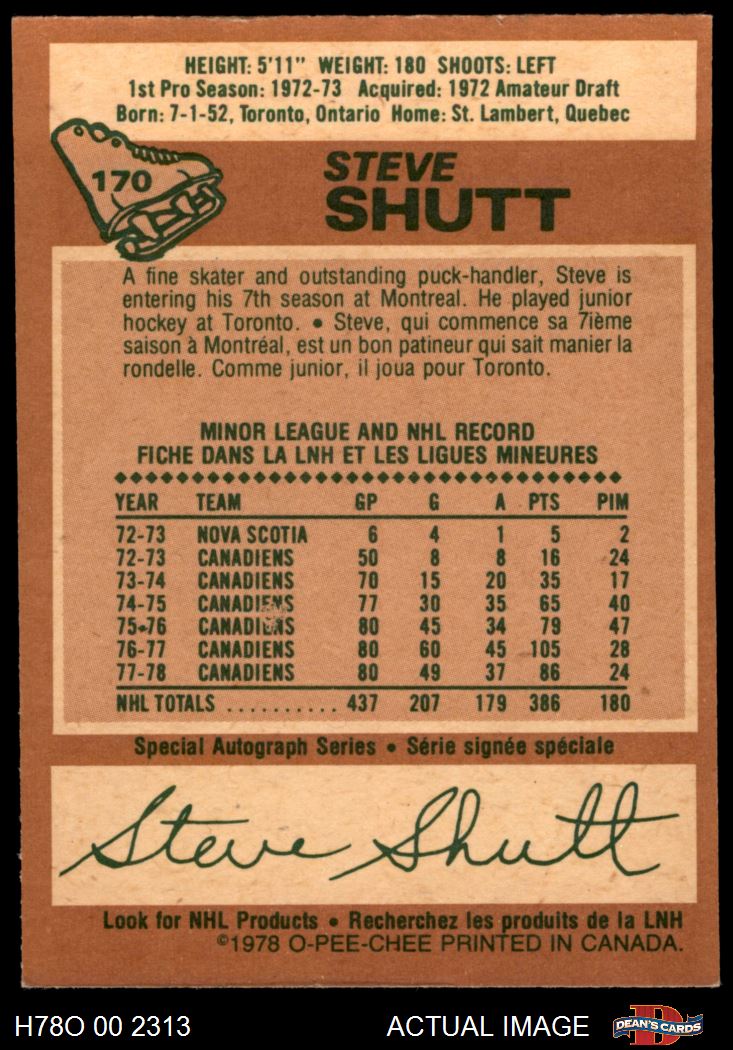 HEIGHT: 5'11" WEIGHT: 180 SHOOTS: LEFT
1st Pro Season: 1972-73 Acquired: 1972 Amateur Draft
Born: 7-1-52, Toronto, Ontario Home: St. Lambert, Quebec
170
STEVE
SHUTT
A fine skater and outstanding puck-handler, Steve is
entering his 7th season at Montreal. He played junior
hockey at Toronto. • Steve, qui commence sa 7ième
saison à Montréal, est un bon patineur qui sait manier la
rondelle. Comme junior, il joua pour Toronto.
MINOR LEAGUE AND NHL RECORD
FICHE DANS LA LNH ET LES LIGUES MINEURES
YEAR TEAM GP G A PTS PIM
72-73 NOVA SCOTIA 6 4 1 5 2
72-73 CANADIENS 50 8 8 16 24
73-74 CANADIENS 70 15 20 35 17
74-75 CANADIENS 77 30 35 65 40
75-76 CANADIENS 80 45 34 79 47
76-77 CANADIENS 80 60 45 105 28
77-78 CANADIENS 80 49 37 86 24
NHL TOTALS .......... 437 207 179 386 180
Special Autograph Series • Série signée spéciale
Steve Shutt
Look for NHL Products • Recherchez les produits de la LNH
©1978 O-PEE-CHEE PRINTED IN CANADA.
H78O 00 2313 ACTUAL IMAGE D DEAN'S CARDS